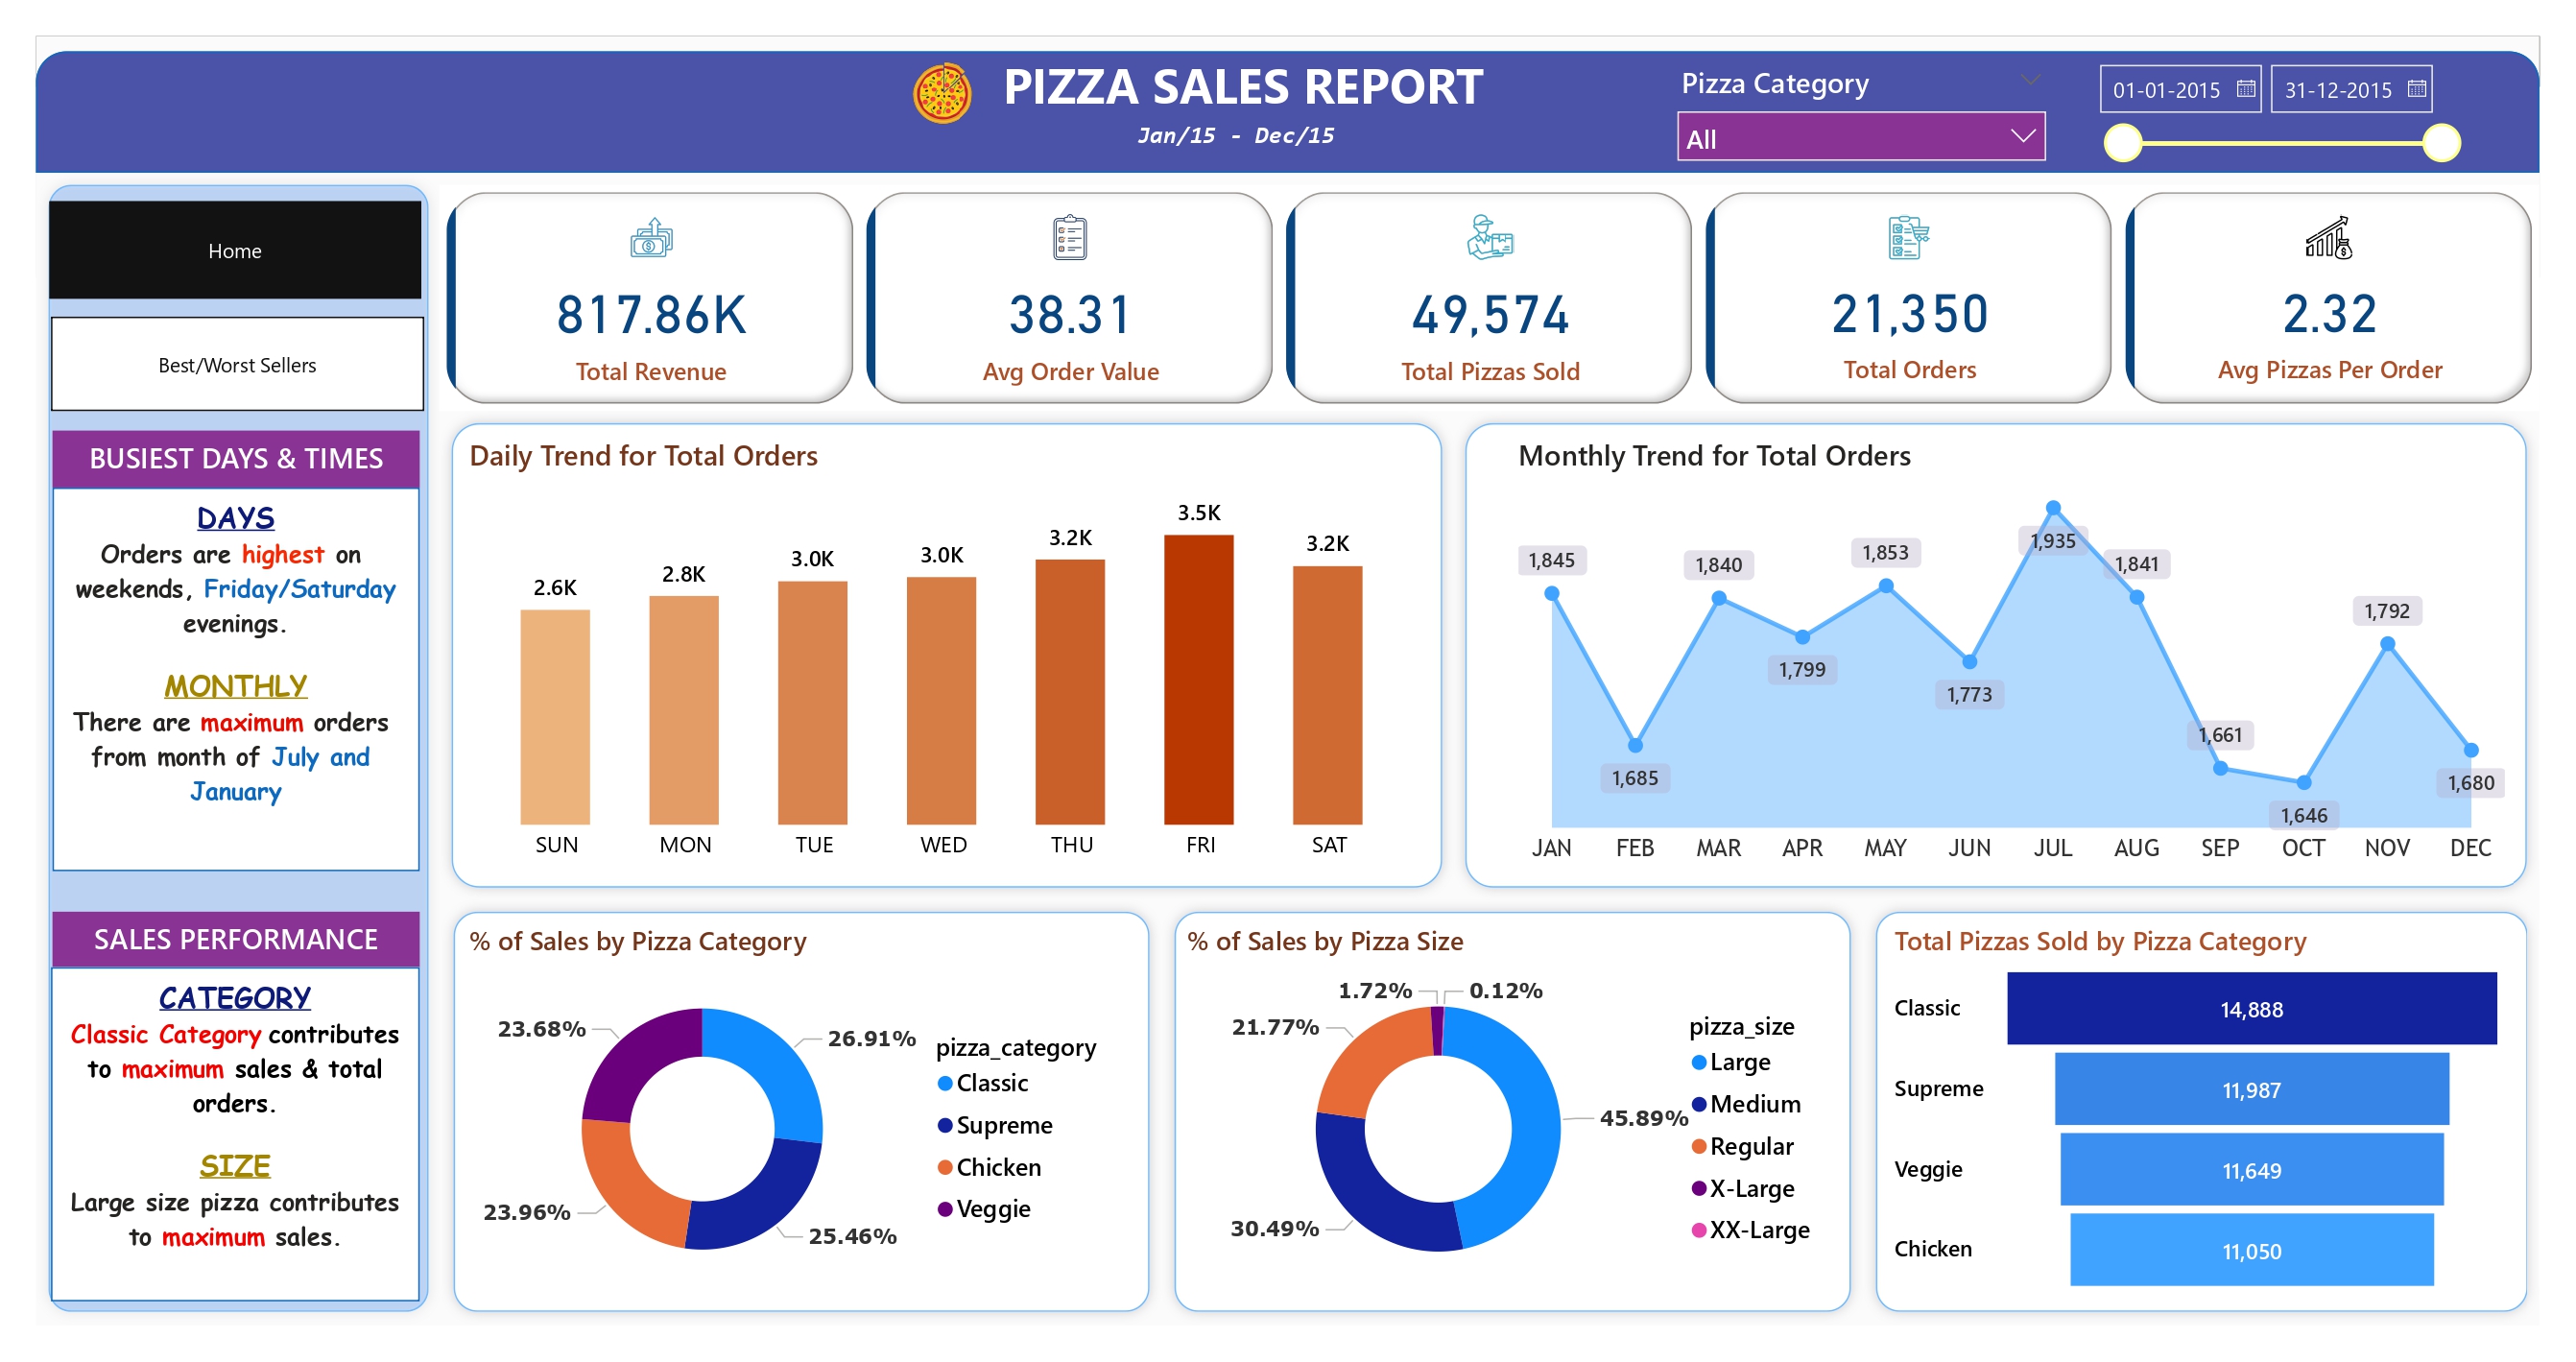 PIZZA SALES REPORT
Jan/15 - Dec/15
Pizza Category
All
01-01-2015
31-12-2015
Home
Best/Worst Sellers
BUSIEST DAYS & TIMES
DAYS
Orders are highest on
weekends, Friday/Saturday
evenings.
MONTHLY
There are maximum orders
from month of July and
January
SALES PERFORMANCE
CATEGORY
Classic Category contributes
to maximum sales & total
orders.
SIZE
Large size pizza contributes
to maximum sales.
817.86K
Total Revenue
38.31
Avg Order Value
49,574
Total Pizzas Sold
21,350
Total Orders
2.32
Avg Pizzas Per Order
Daily Trend for Total Orders
2.6K
2.8K
3.0K
3.0K
3.2K
3.5K
3.2K
SUN MON TUE WED THU FRI SAT
Monthly Trend for Total Orders
1,845
1,685
1,840
1,799
1,853
1,773
1,935
1,841
1,661
1,646
1,792
1,680
JAN FEB MAR APR MAY JUN JUL AUG SEP OCT NOV DEC
% of Sales by Pizza Category
23.68%
26.91%
23.96%
25.46%
pizza_category
Classic
Supreme
Chicken
Veggie
% of Sales by Pizza Size
1.72%
0.12%
21.77%
45.89%
30.49%
pizza_size
Large
Medium
Regular
X-Large
XX-Large
Total Pizzas Sold by Pizza Category
Classic 14,888
Supreme 11,987
Veggie 11,649
Chicken 11,050